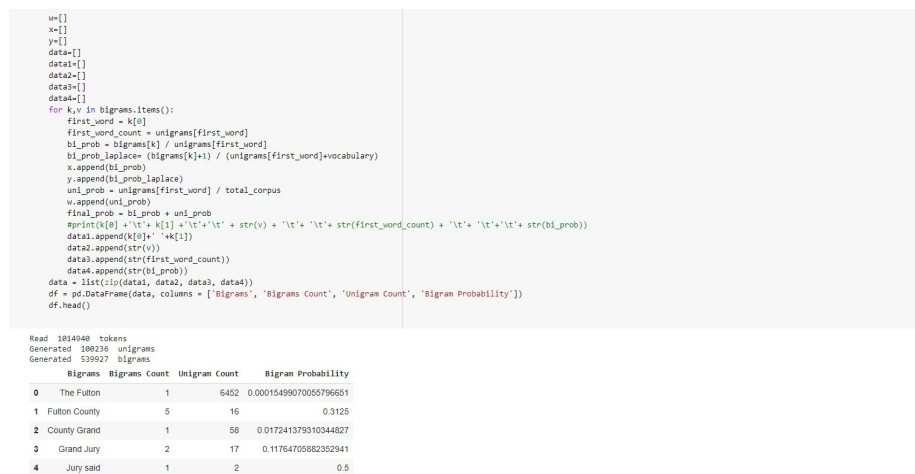 w=[]
x=[]
y=[]
data=[]
data1=[]
data2=[]
data3=[]
data4=[]
for k,v in bigrams.items():
    first_word = k[0]
    first_word_count = unigrams[first_word]
    bi_prob = bigrams[k] / unigrams[first_word]
    bi_prob_laplace= (bigrams[k]+1) / (unigrams[first_word]+vocabulary)
    x.append(bi_prob)
    y.append(bi_prob_laplace)
    uni_prob = unigrams[first_word] / total_corpus
    w.append(uni_prob)
    final_prob = bi_prob + uni_prob
    #print(k[0] +'\t'+ k[1] +'\t'+'\t' + str(v) + '\t'+ '\t'+ str(first_word_count) + '\t'+ '\t'+'\t'+ str(bi_prob))
    data1.append(k[0]+' '+k[1])
    data2.append(str(v))
    data3.append(str(first_word_count))
    data4.append(str(bi_prob))
data = list(zip(data1, data2, data3, data4))
df = pd.DataFrame(data, columns = ['Bigrams', 'Bigrams Count', 'Unigram Count', 'Bigram Probability'])
df.head()
Read 1014940 tokens
Generated 100236 unigrams
Generated 539927 bigrams
Bigrams Bigrams Count Unigram Count Bigram Probability
0 The Fulton 1 6452 0.00015499070055796651
1 Fulton County 5 16 0.3125
2 County Grand 1 58 0.017241379310344827
3 Grand Jury 2 17 0.11764705882352941
4 Jury said 1 2 0.5